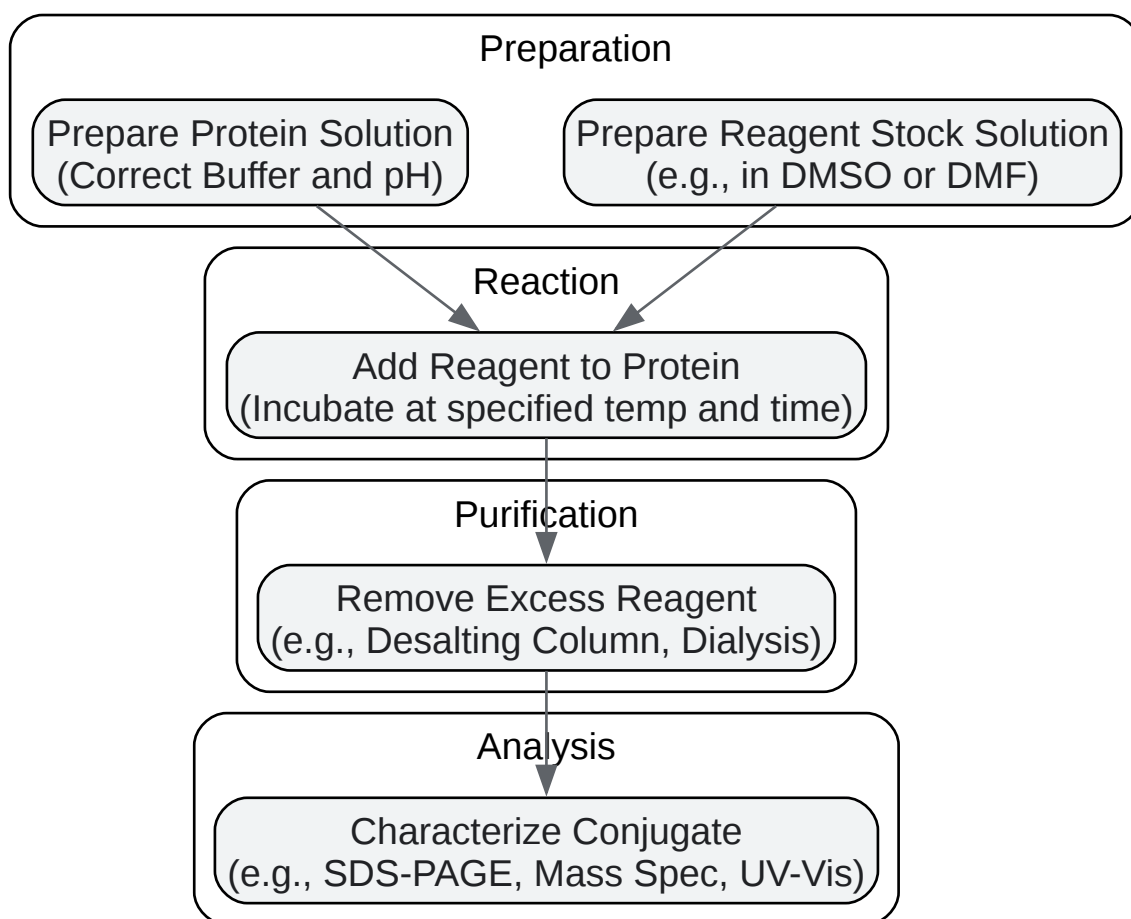 Preparation
Prepare Protein Solution
(Correct Buffer and pH)
Prepare Reagent Stock Solution
(e.g., in DMSO or DMF)
Reaction
Add Reagent to Protein
(Incubate at specified temp and time)
Purification
Remove Excess Reagent
(e.g., Desalting Column, Dialysis)
Analysis
Characterize Conjugate
(e.g., SDS-PAGE, Mass Spec, UV-Vis)